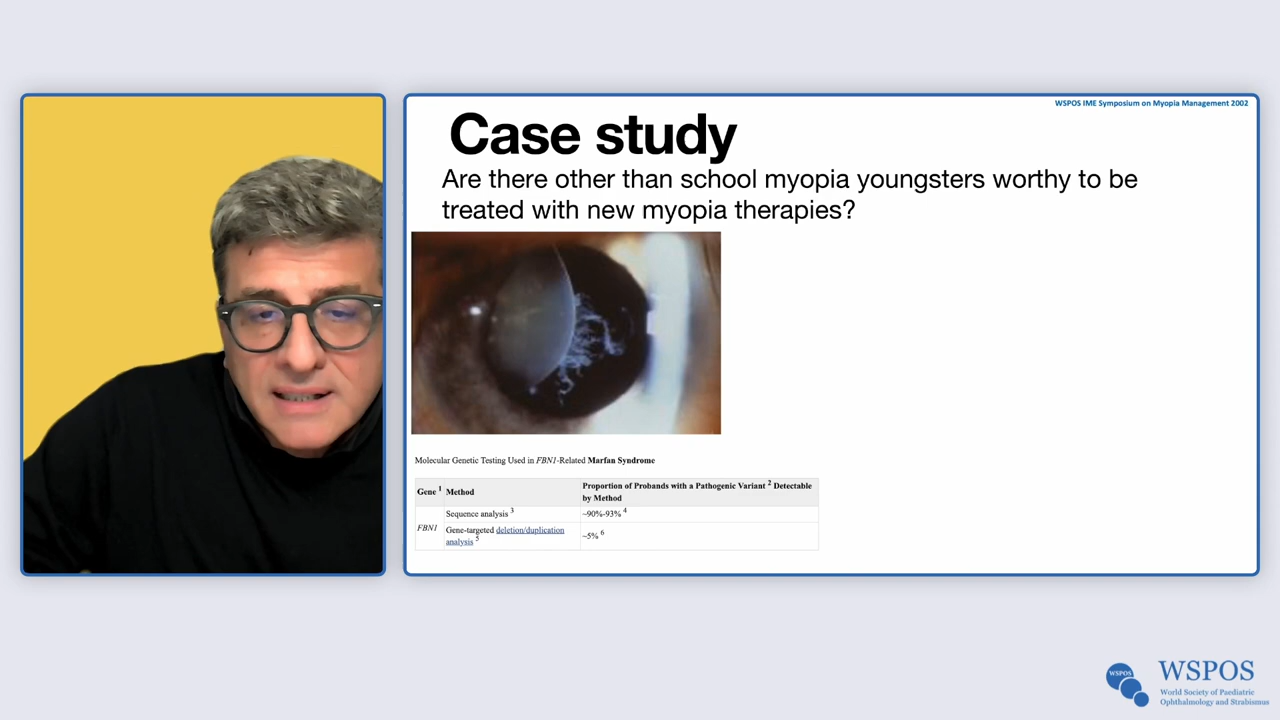 WSPOS IME Symposium on Myopia Management 2002
Case study
Are there other than school myopia youngsters worthy to be
treated with new myopia therapies?
Molecular Genetic Testing Used in FBN1-Related Marfan Syndrome
Gene 1 Method Proportion of Probands with a Pathogenic Variant 2 Detectable
by Method
FBN1 Sequence analysis 3 ~90%-93% 4
Gene-targeted deletion/duplication
analysis 5 ~5% 6
WSPOS
WSPOS
World Society of Paediatric
Ophthalmology and Strabismus